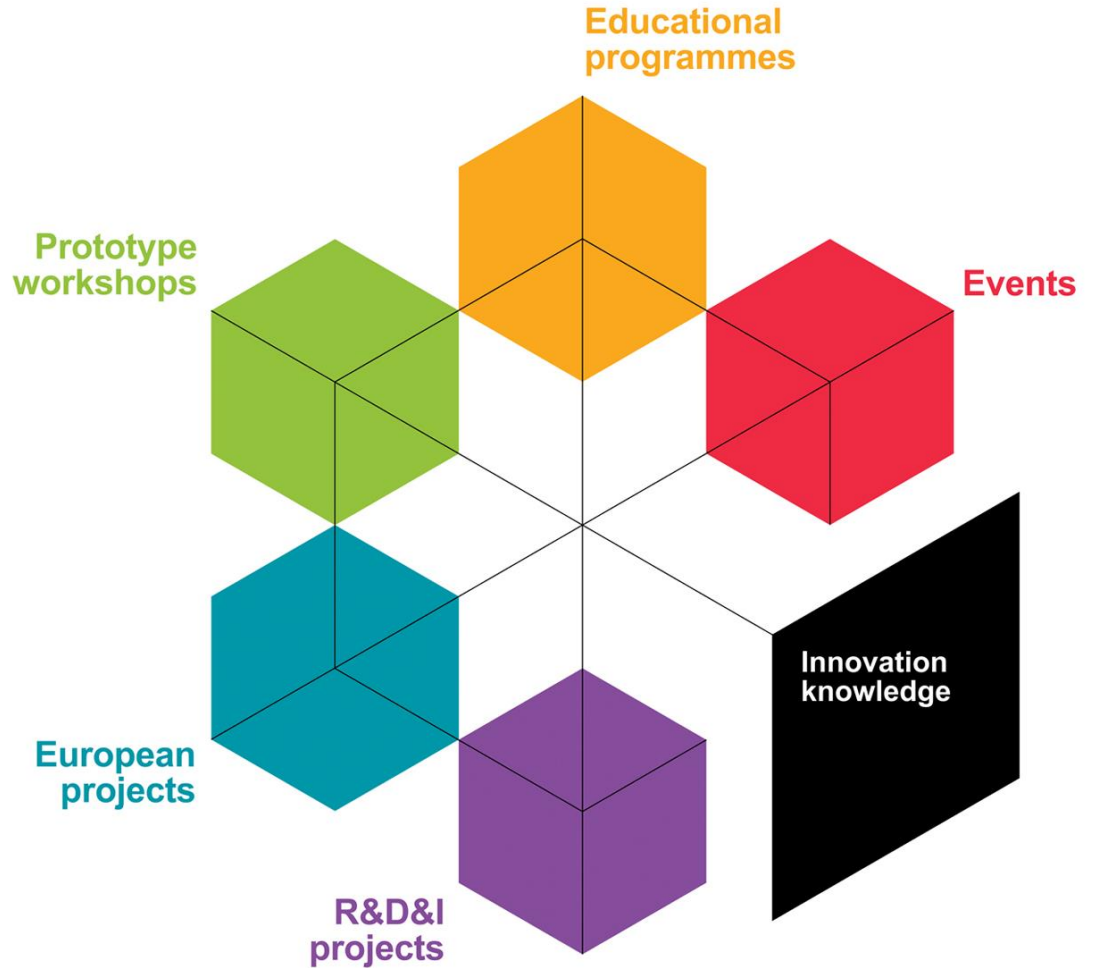 Educational
programmes
Prototype
workshops
Events
Innovation
knowledge
European
projects
R&D&I
projects